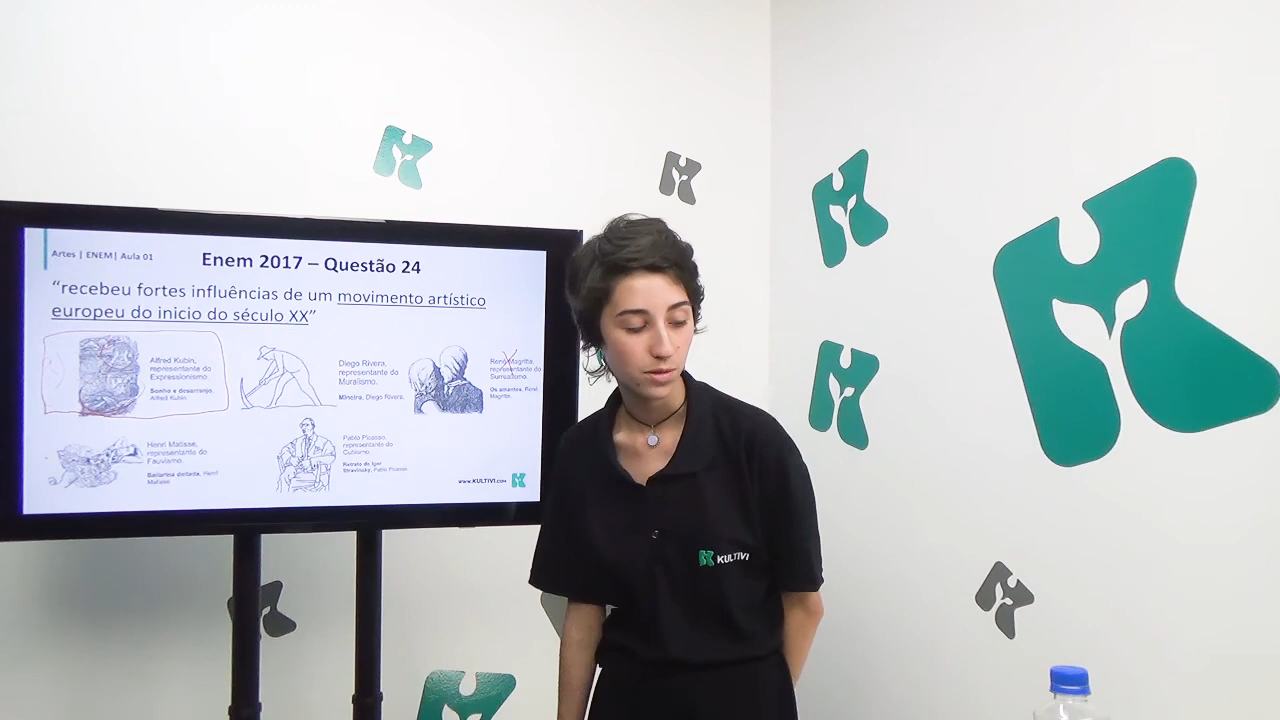 Artes | ENEM| Aula 01
Enem 2017 – Questão 24
“recebeu fortes influências de um movimento artístico
europeu do inicio do século XX”
Alfred Kubin,
representante do
Expressionismo.
Sonho e desarranjo,
Alfred Kubin
Diego Rivera,
representante do
Muralismo.
Mineiro, Diego Rivera.
René Magritte,
representante do
Surrealismo.
Os amantes, René
Magritte.
Henri Matisse,
representante do
Fauvismo.
Bailarina deitada, Henri
Matisse
Pablo Picasso,
representante do
Cubismo.
Retrato de Igor
Stravinsky, Pablo Picasso.
www.KULTIVI.COM
KULTIVI